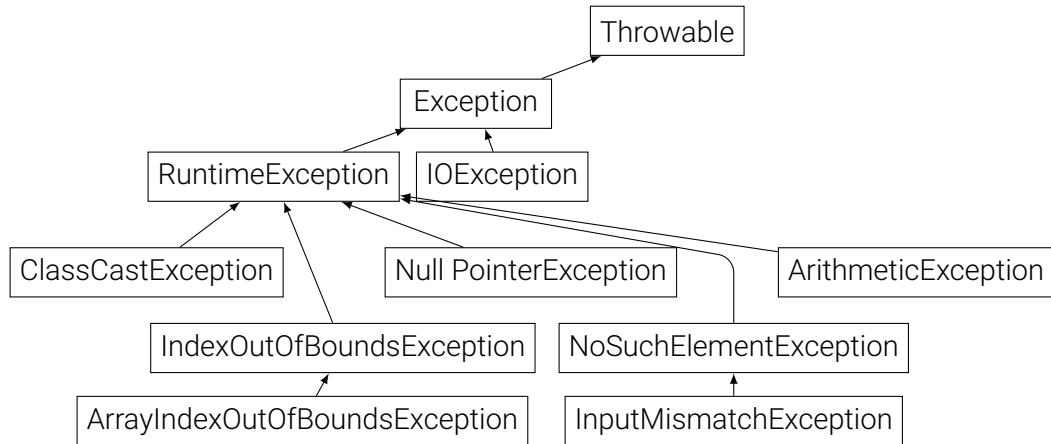 Throwable
Exception
RuntimeException
IOException
ClassCastException
Null PointerException
ArithmeticException
IndexOutOfBoundsException
NoSuchElementException
ArrayIndexOutOfBoundsException
InputMismatchException